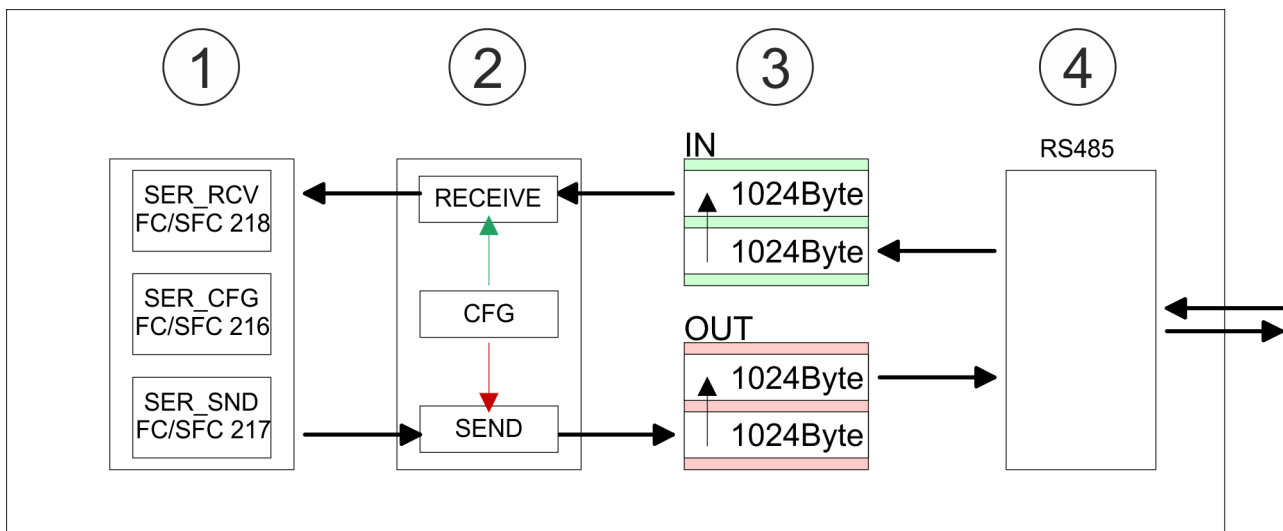 1
2
3
4
SER_RCV
FC/SFC 218
SER_CFG
FC/SFC 216
SER_SND
FC/SFC 217
RECEIVE
CFG
SEND
IN
1024Byte
1024Byte
OUT
1024Byte
1024Byte
RS485